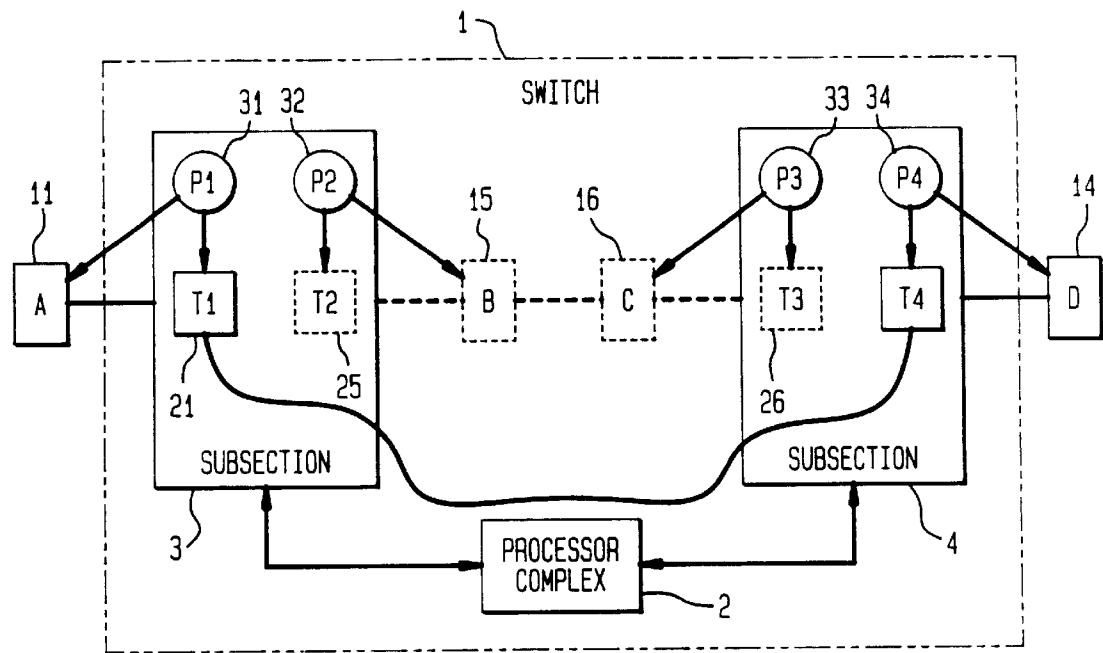 1
SWITCH
31
32
33
34
P1
P2
P3
P4
11
15
16
14
A
T1
T2
B
C
T3
T4
D
21
25
26
SUBSECTION
SUBSECTION
3
PROCESSOR
COMPLEX
4
2